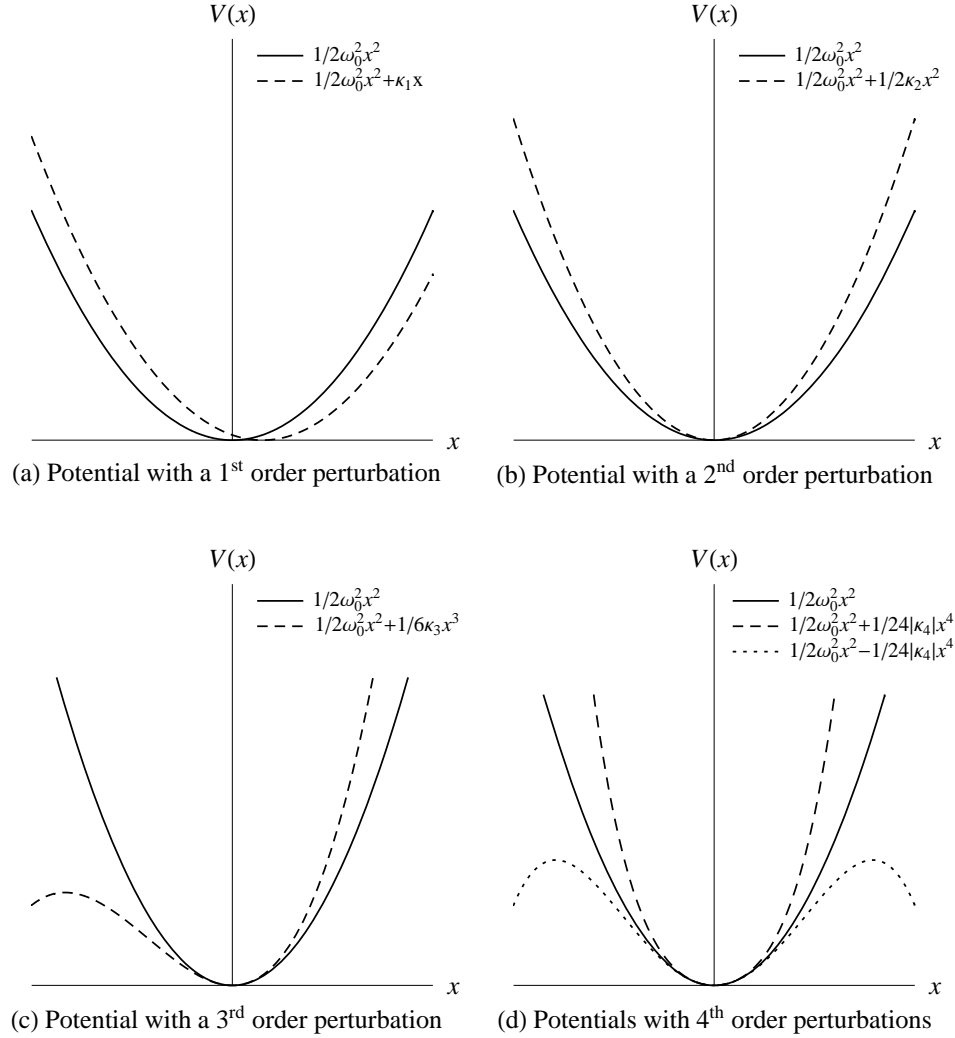 V(x)
1/2ω₀²x²
1/2ω₀²x²+κ₁x
x
(a) Potential with a 1ˢᵗ order perturbation
V(x)
1/2ω₀²x²
1/2ω₀²x²+1/2κ₂x²
x
(b) Potential with a 2ⁿᵈ order perturbation
V(x)
1/2ω₀²x²
1/2ω₀²x²+1/6κ₃x³
x
(c) Potential with a 3ʳᵈ order perturbation
V(x)
1/2ω₀²x²
1/2ω₀²x²+1/24|κ₄|x⁴
1/2ω₀²x²−1/24|κ₄|x⁴
x
(d) Potentials with 4ᵗʰ order perturbations